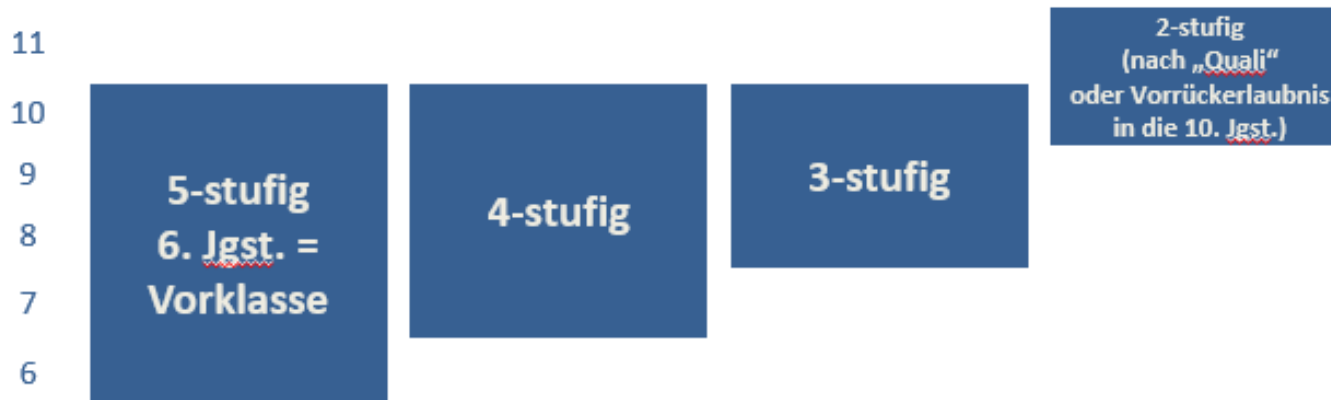 11
10
9
8
7
6
5-stufig
6. Jgst. =
Vorklasse
4-stufig
3-stufig
2-stufig
(nach „Quali“
oder Vorrückerlaubnis
in die 10. Jgst.)